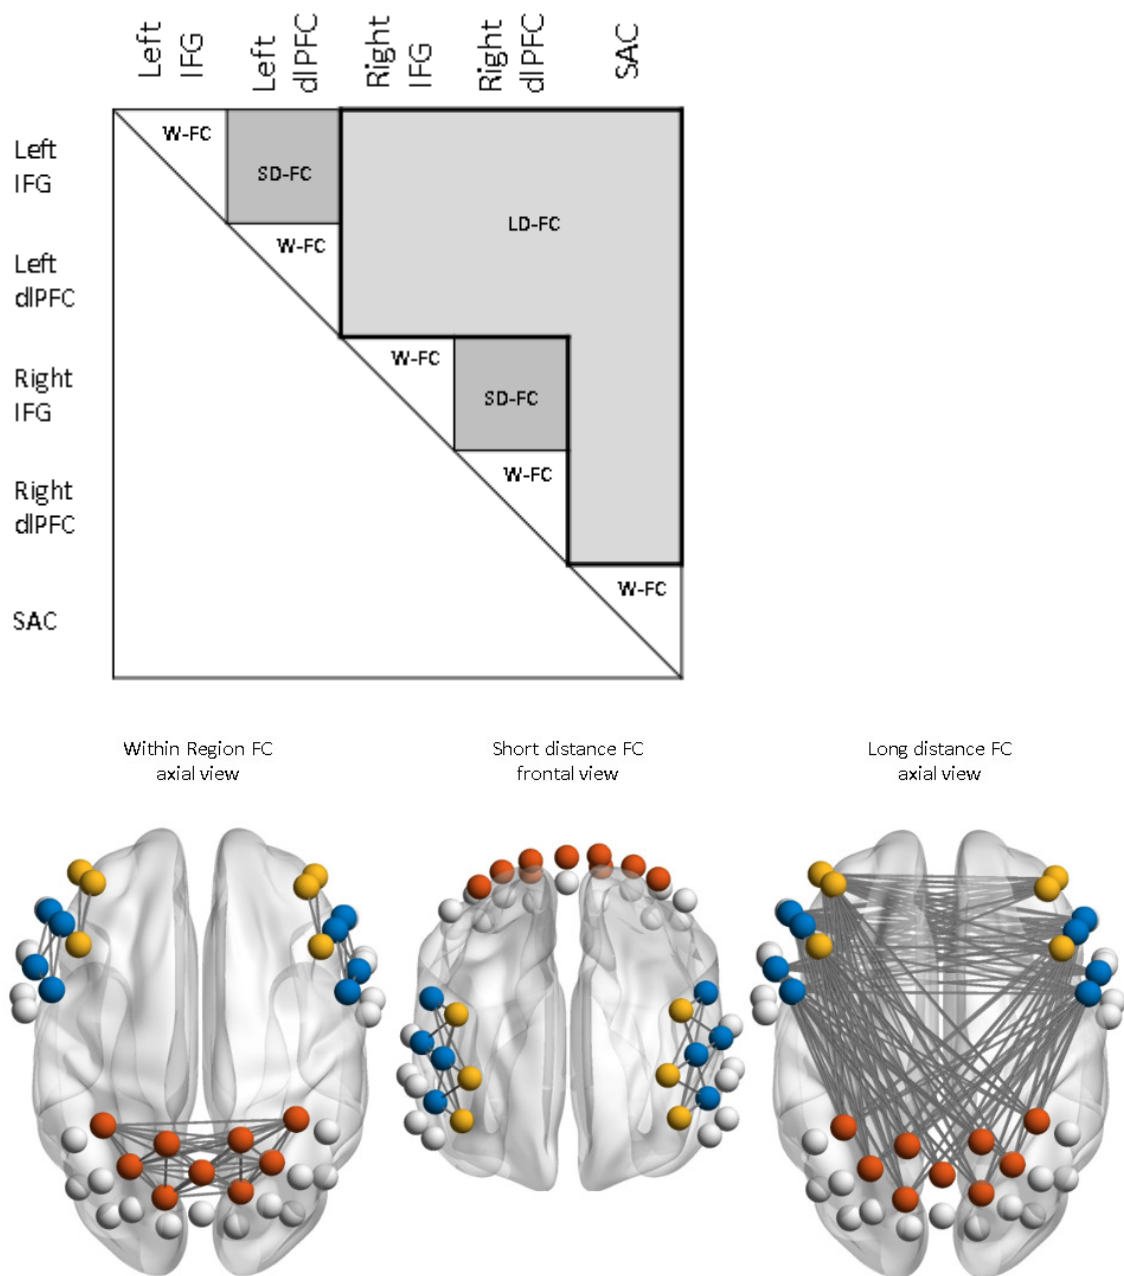 Left
IFG
Left
dlPFC
Right
IFG
Right
dlPFC
SAC
Left
IFG
W-FC
SD-FC
LD-FC
Left
dlPFC
W-FC
Right
IFG
W-FC
SD-FC
Right
dlPFC
W-FC
SAC
W-FC
Within Region FC
axial view
Short distance FC
frontal view
Long distance FC
axial view